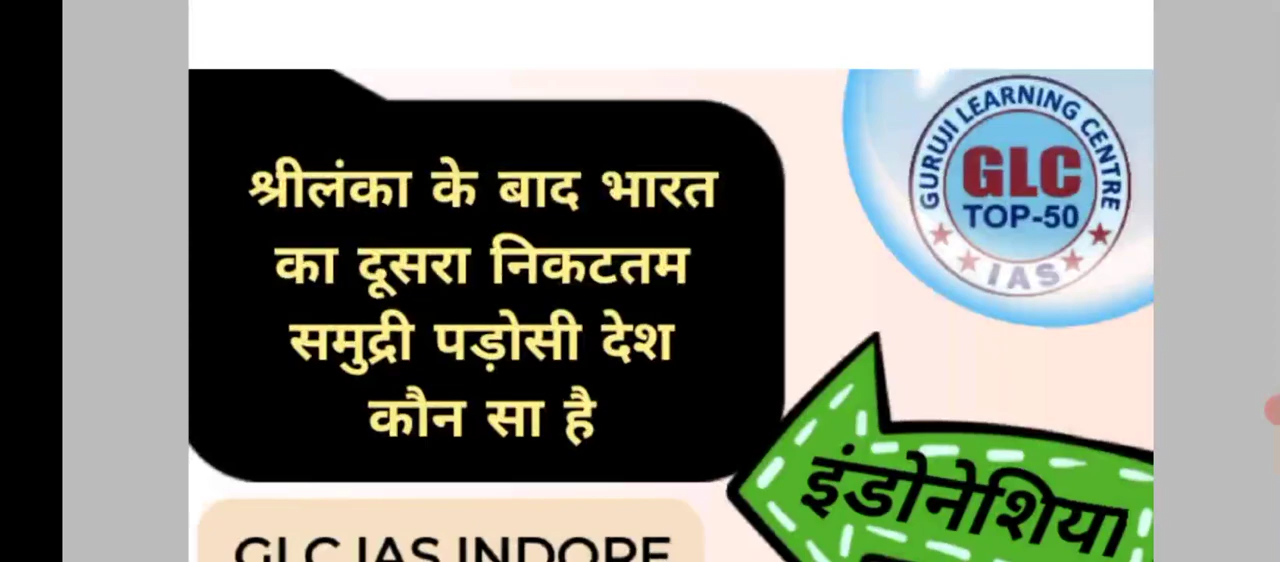 श्रीलंका के बाद भारत
का दूसरा निकटतम
समुद्री पड़ोसी देश
कौन सा है
GURUJI LEARNING CENTRE
GLC
TOP-50
IAS
इंडोनेशिया
GLC IAS INDORE